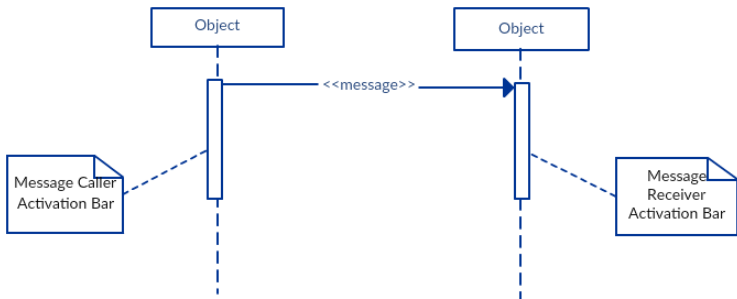 Object
Object
<<message>>
Message Caller
Activation Bar
Message
Receiver
Activation Bar